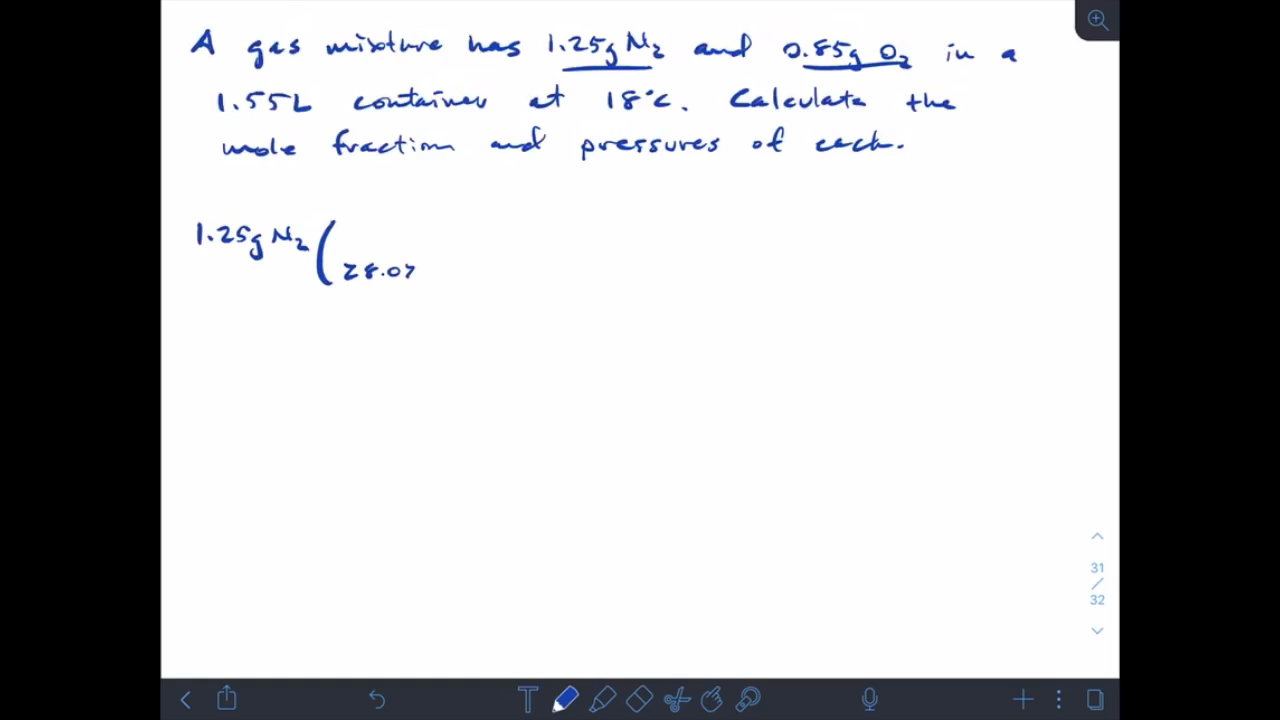 A gas mixture has 1.25g N₂ and 0.85g O₂ in a
1.55L container at 18°C. Calculate the
mole fraction and pressures of each.
1.25g N₂ (
28.0
31
/
32
T